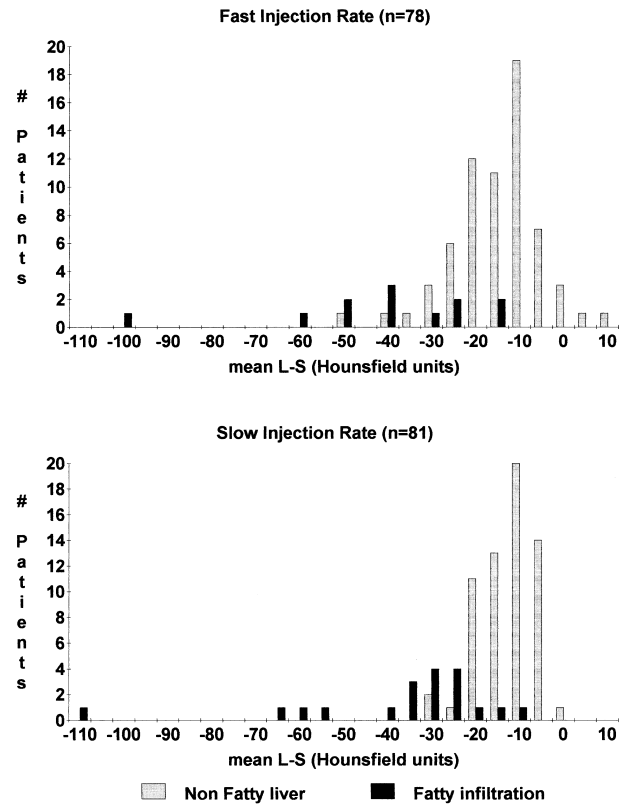 Fast Injection Rate (n=78)
# Patients
20
18
16
14
12
10
8
6
4
2
0
-110 -100 -90 -80 -70 -60 -50 -40 -30 -20 -10 0 10
mean L-S (Hounsfield units)
Slow Injection Rate (n=81)
# Patients
20
18
16
14
12
10
8
6
4
2
0
-110 -100 -90 -80 -70 -60 -50 -40 -30 -20 -10 0 10
mean L-S (Hounsfield units)
Non Fatty liver Fatty infiltration